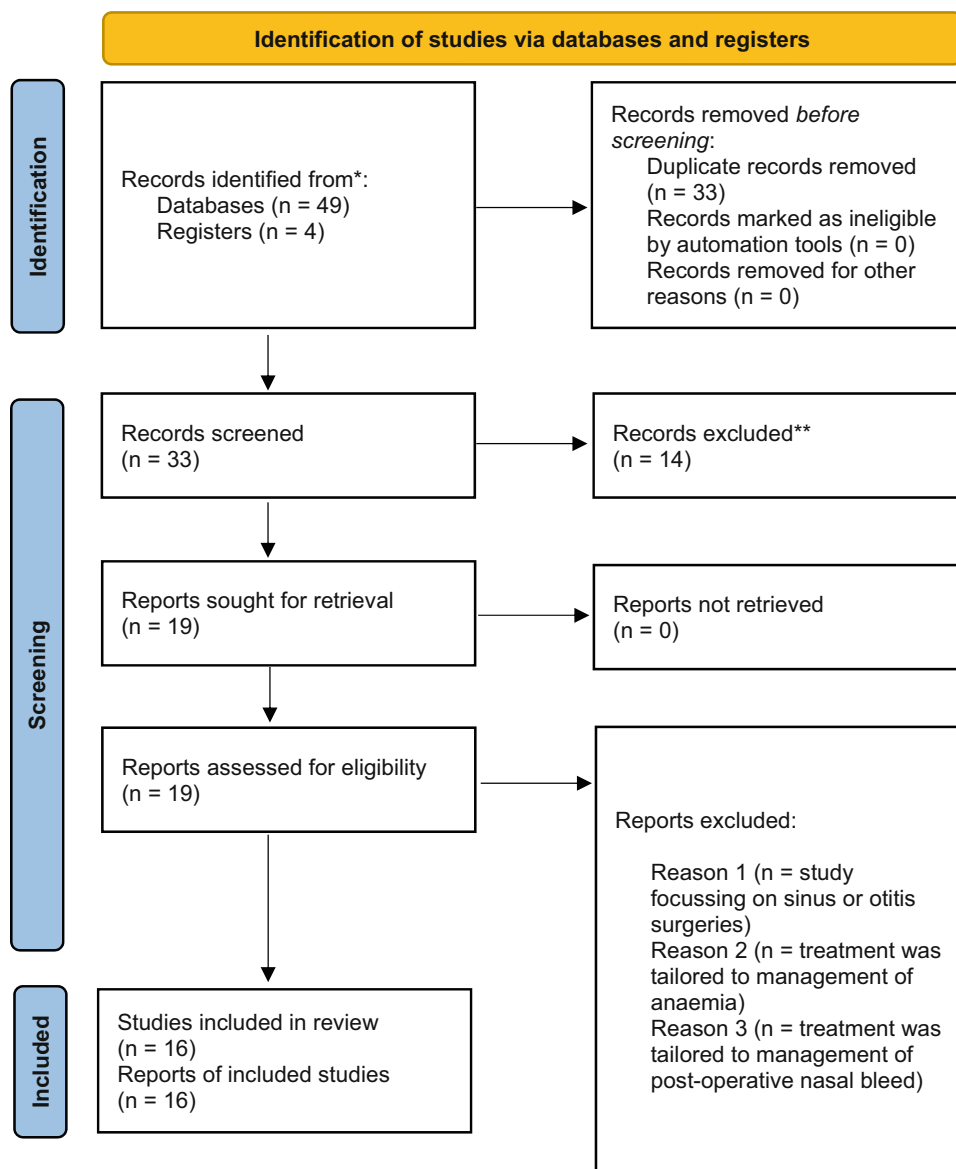 Identification of studies via databases and registers
Identification
Records identified from*:
Databases (n = 49)
Registers (n = 4)
Records removed before
screening:
Duplicate records removed
(n = 33)
Records marked as ineligible
by automation tools (n = 0)
Records removed for other
reasons (n = 0)
Screening
Records screened
(n = 33)
Records excluded**
(n = 14)
Reports sought for retrieval
(n = 19)
Reports not retrieved
(n = 0)
Reports assessed for eligibility
(n = 19)
Reports excluded:
Reason 1 (n = study
focussing on sinus or otitis
surgeries)
Reason 2 (n = treatment was
tailored to management of
anaemia)
Reason 3 (n = treatment was
tailored to management of
post-operative nasal bleed)
Included
Studies included in review
(n = 16)
Reports of included studies
(n = 16)